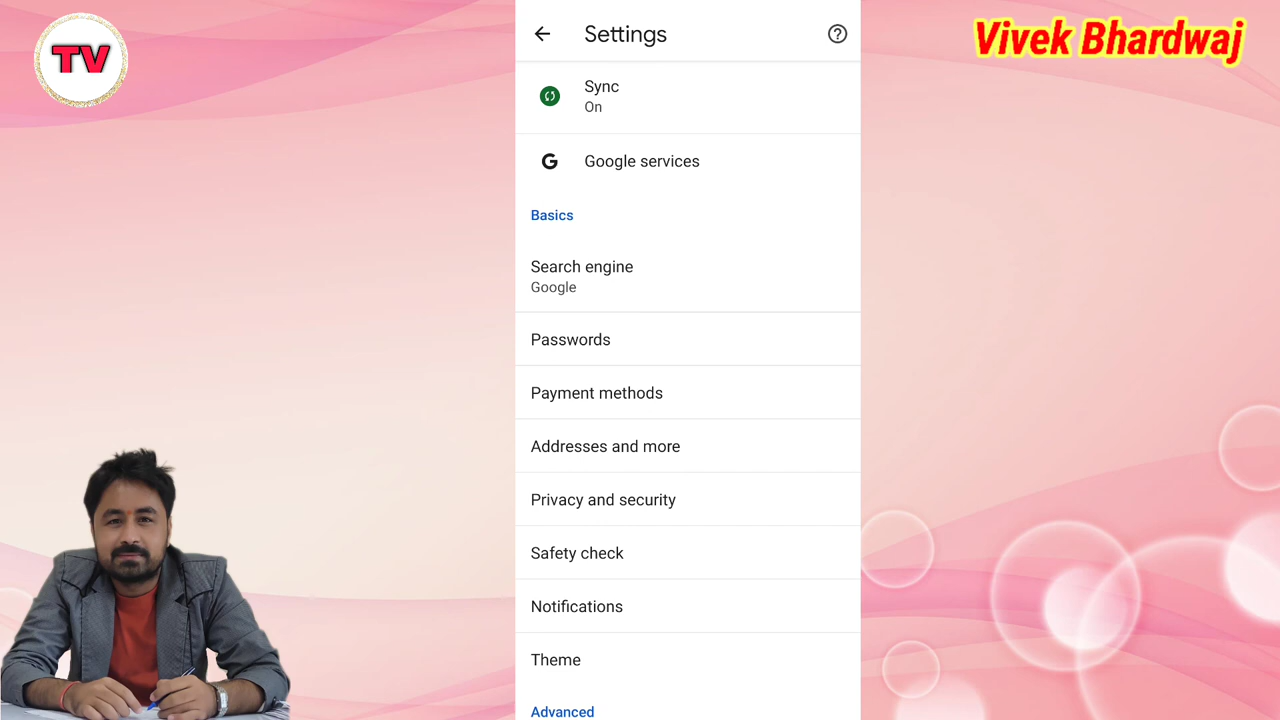 TV
Vivek Bhardwaj
Settings
Sync
On
Google services
Basics
Search engine
Google
Passwords
Payment methods
Addresses and more
Privacy and security
Safety check
Notifications
Theme
Advanced